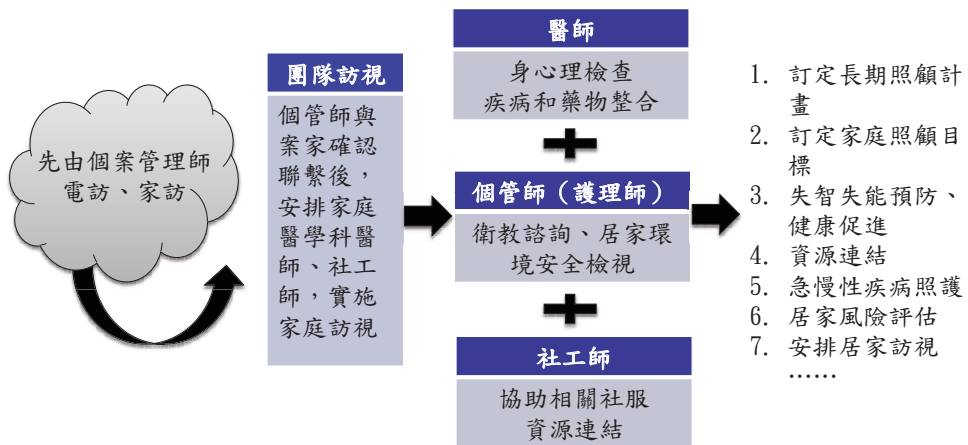 先由個案管理師
電訪、家訪
團隊訪視
個管師與
案家確認
聯繫後，
安排家庭
醫學科醫
師、社工
師，實施
家庭訪視
醫師
身心理檢查
疾病和藥物整合
個管師（護理師）
衛教諮詢、居家環
境安全檢視
社工師
協助相關社服
資源連結
1. 訂定長期照顧計
畫
2. 訂定家庭照顧目
標
3. 失智失能預防、
健康促進
4. 資源連結
5. 急慢性疾病照護
6. 居家風險評估
7. 安排居家訪視
……